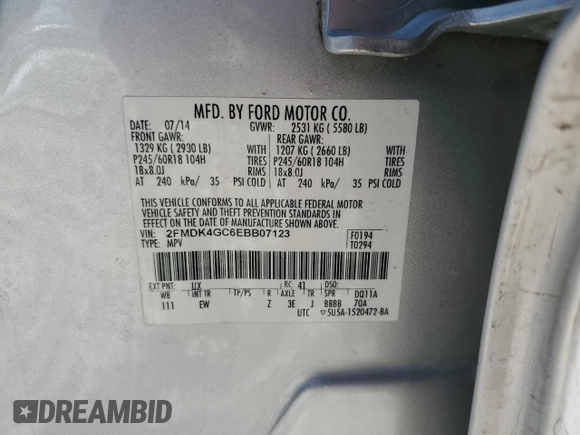 MFD. BY FORD MOTOR CO.
DATE: 07/14 GVWR: 2531 KG ( 5580 LB)
FRONT GAWR: REAR GAWR:
1329 KG ( 2930 LB) WITH 1207 KG ( 2660 LB) WITH
P245/60R18 104H TIRES P245/60R18 104H TIRES
18x8.0J RIMS 18x8.0J RIMS
AT 240 kPa/ 35 PSI COLD AT 240 kPa/ 35 PSI COLD
THIS VEHICLE CONFORMS TO ALL APPLICABLE FEDERAL MOTOR
VEHICLE SAFETY AND THEFT PREVENTION STANDARDS IN
EFFECT ON THE DATE OF MANUFACTURE SHOWN ABOVE.
VIN: 2FMDK4GC6EBB07123 F0194
TYPE: MPV T0294
EXT PNT: UX RC: 41 DSO:
WB INT TR TP/PS R AXLE TR SPR DQ11A
111 EW Z 3E J BBBB 70A
UTC ▽5U5A-1520472-BA
DREAMBID